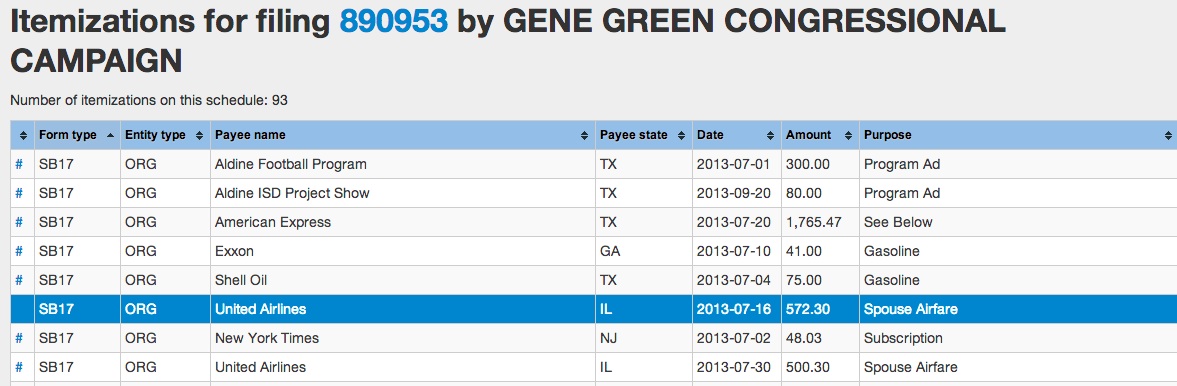 Itemizations for filing 890953 by GENE GREEN CONGRESSIONAL
CAMPAIGN
Number of itemizations on this schedule: 93
Form type Entity type Payee name Payee state Date Amount Purpose
# SB17 ORG Aldine Football Program TX 2013-07-01 300.00 Program Ad
# SB17 ORG Aldine ISD Project Show TX 2013-09-20 80.00 Program Ad
# SB17 ORG American Express TX 2013-07-20 1,765.47 See Below
# SB17 ORG Exxon GA 2013-07-10 41.00 Gasoline
# SB17 ORG Shell Oil TX 2013-07-04 75.00 Gasoline
SB17 ORG United Airlines IL 2013-07-16 572.30 Spouse Airfare
# SB17 ORG New York Times NJ 2013-07-02 48.03 Subscription
# SB17 ORG United Airlines IL 2013-07-30 500.30 Spouse Airfare